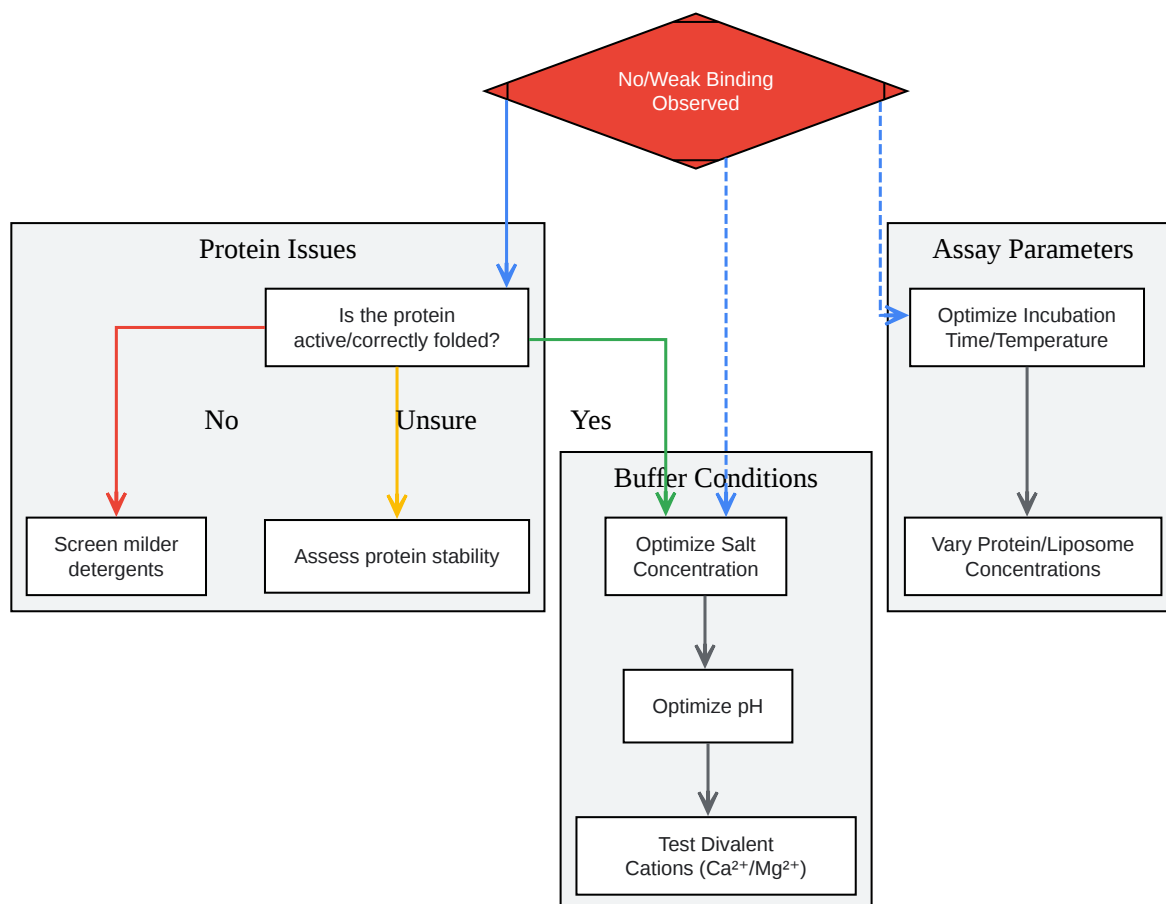 No/Weak Binding
Observed
Protein Issues
Assay Parameters
Is the protein
active/correctly folded?
Optimize Incubation
Time/Temperature
No
Unsure
Yes
Buffer Conditions
Screen milder
detergents
Assess protein stability
Optimize Salt
Concentration
Vary Protein/Liposome
Concentrations
Optimize pH
Test Divalent
Cations (Ca²⁺/Mg²⁺)